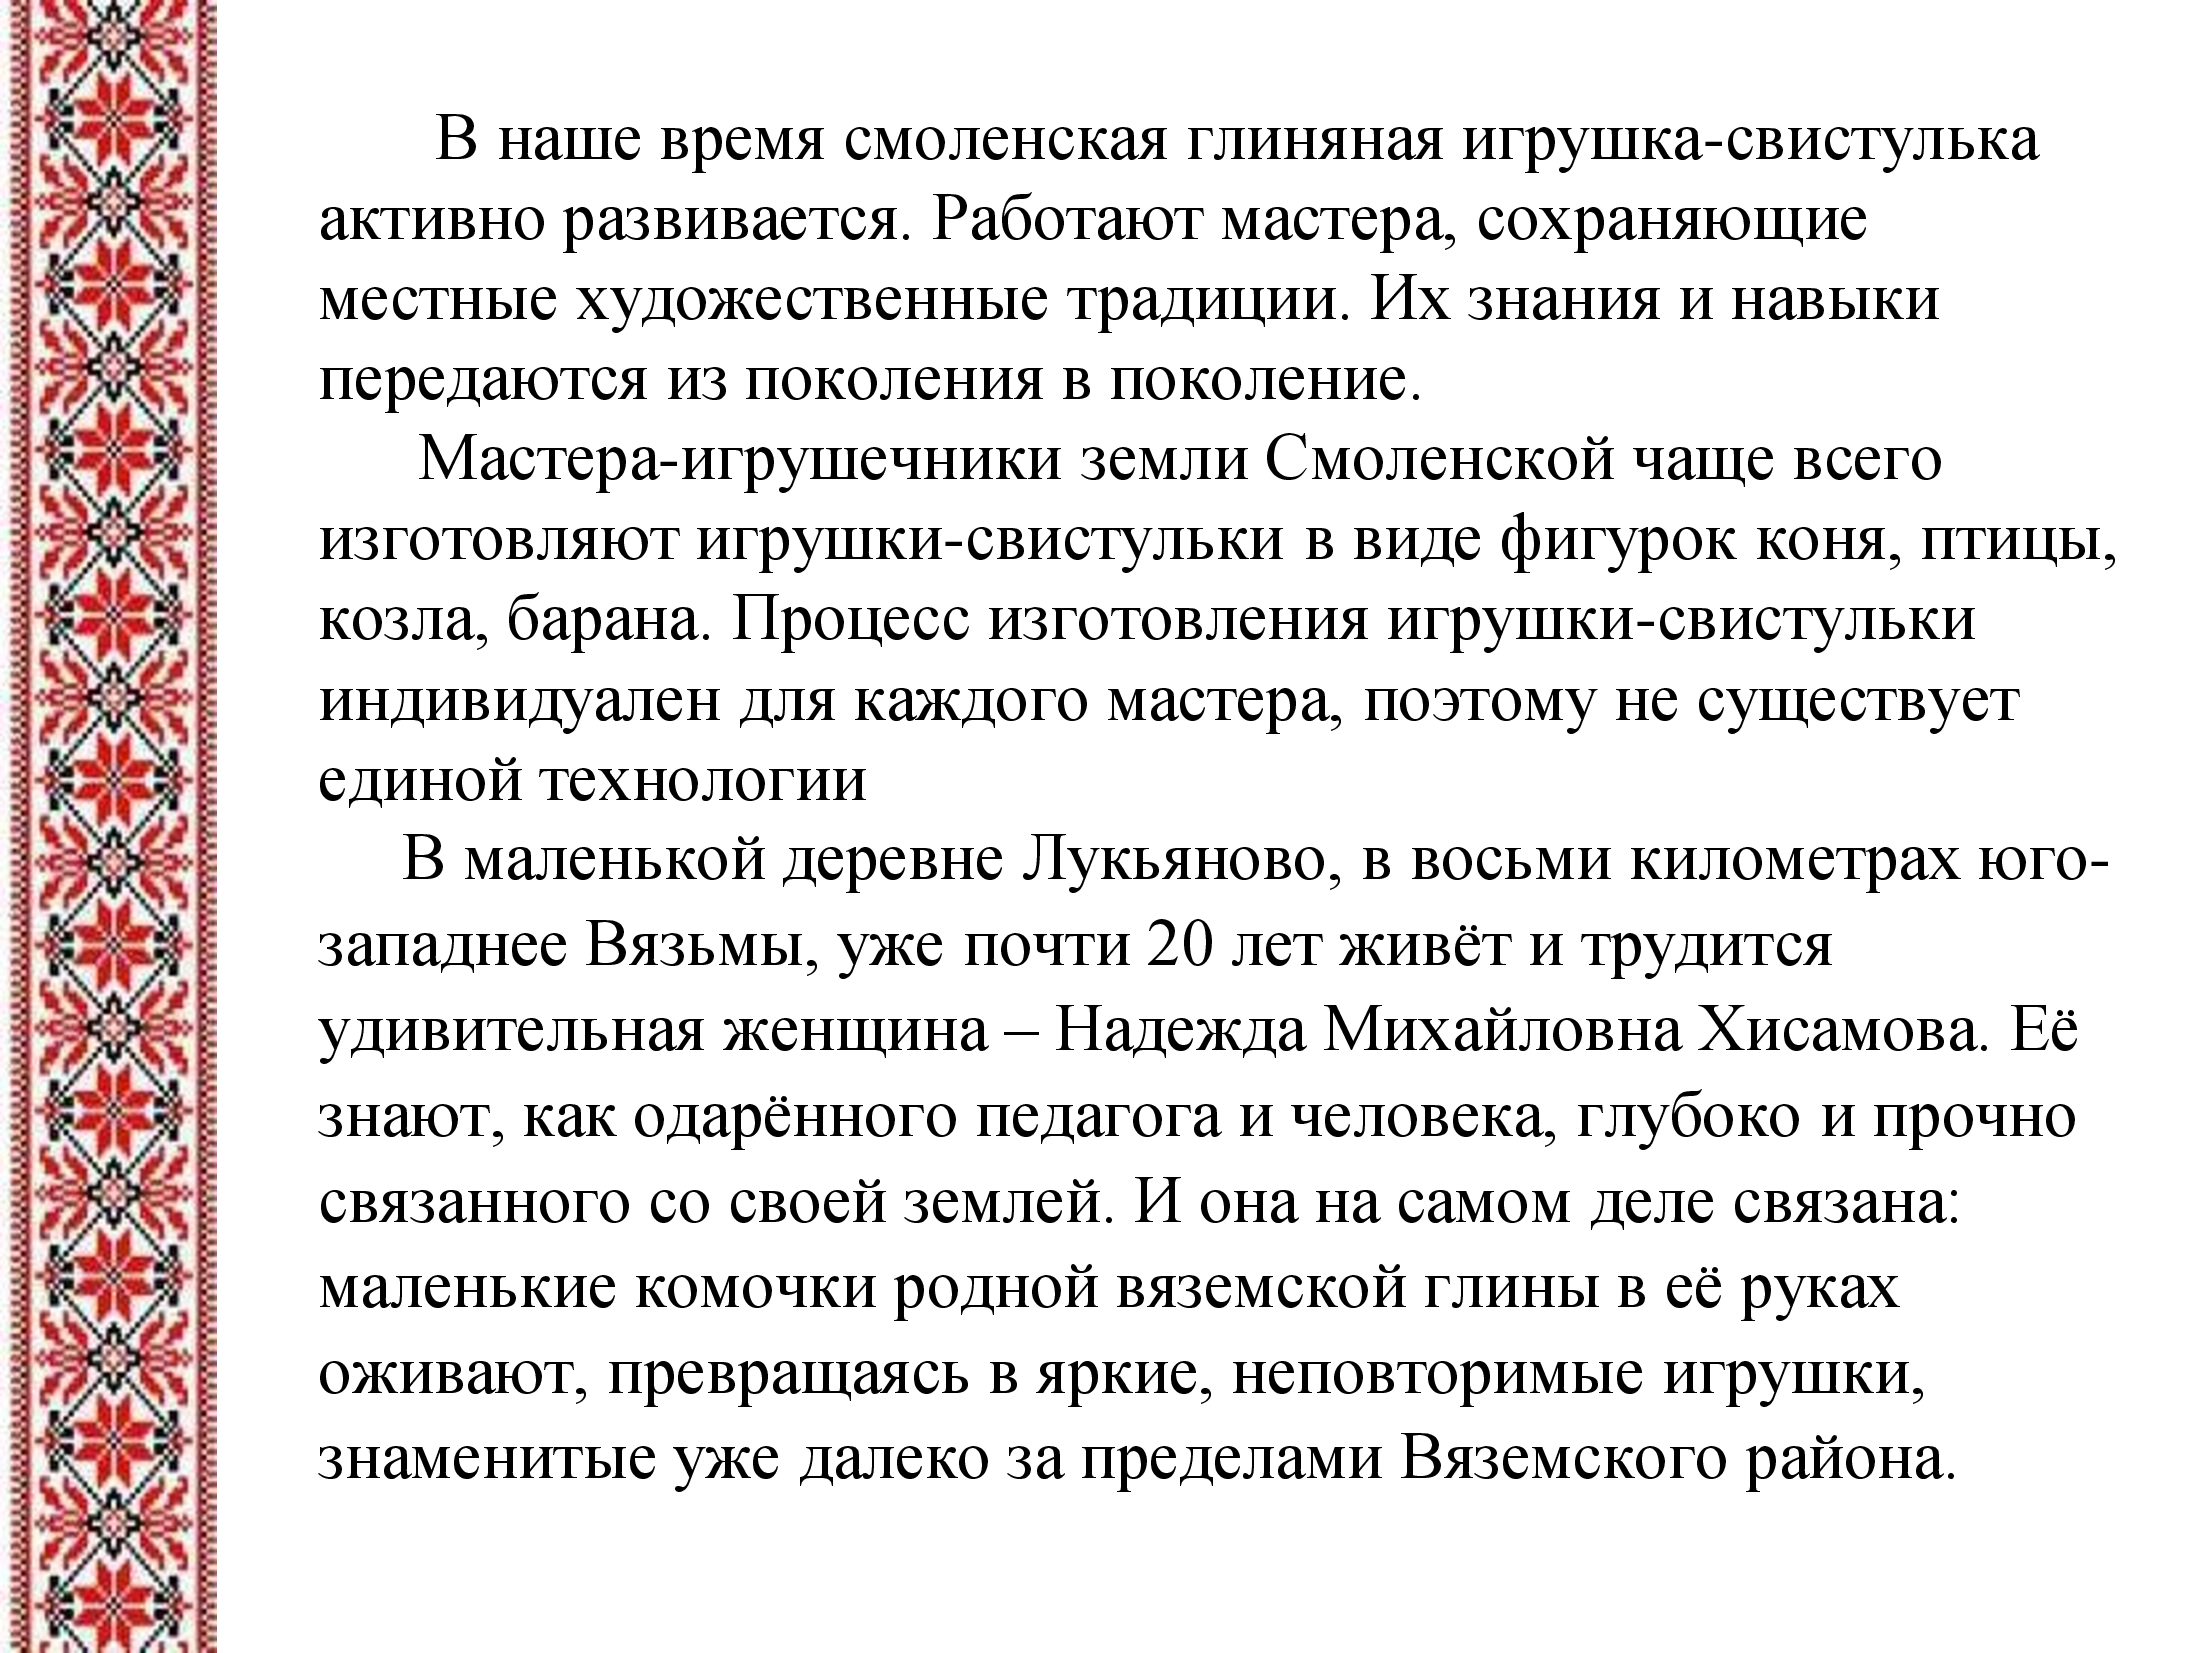 В наше время смоленская глиняная игрушка-свистулька
активно развивается. Работают мастера, сохраняющие
местные художественные традиции. Их знания и навыки
передаются из поколения в поколение.
Мастера-игрушечники земли Смоленской чаще всего
изготовляют игрушки-свистульки в виде фигурок коня, птицы,
козла, барана. Процесс изготовления игрушки-свистульки
индивидуален для каждого мастера, поэтому не существует
единой технологии
В маленькой деревне Лукьяново, в восьми километрах юго-
западнее Вязьмы, уже почти 20 лет живёт и трудится
удивительная женщина – Надежда Михайловна Хисамова. Её
знают, как одарённого педагога и человека, глубоко и прочно
связанного со своей землей. И она на самом деле связана:
маленькие комочки родной вяземской глины в её руках
оживают, превращаясь в яркие, неповторимые игрушки,
знаменитые уже далеко за пределами Вяземского района.